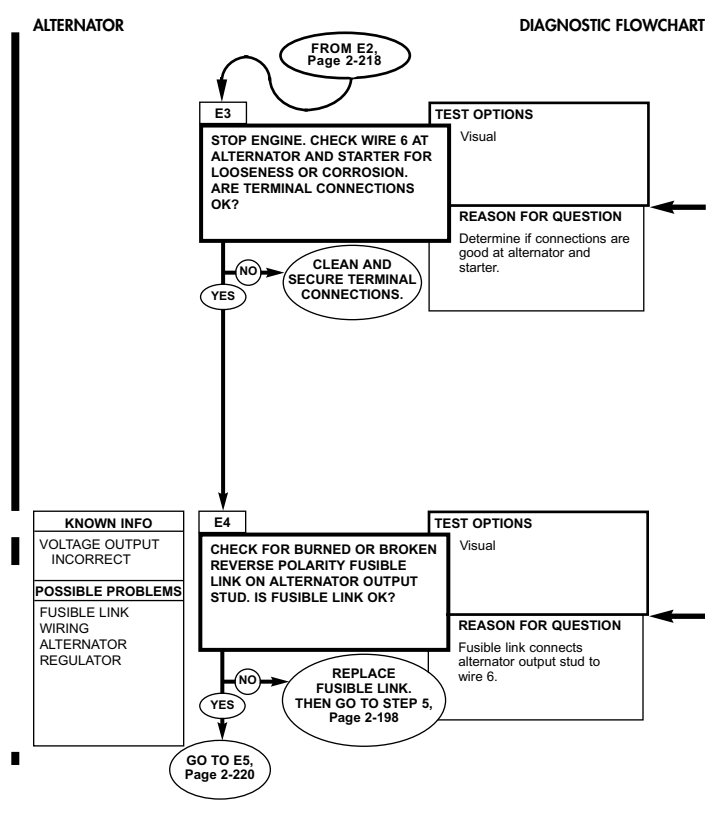 ALTERNATOR
DIAGNOSTIC FLOWCHART
FROM E2,
Page 2-218
E3
STOP ENGINE. CHECK WIRE 6 AT
ALTERNATOR AND STARTER FOR
LOOSENESS OR CORROSION.
ARE TERMINAL CONNECTIONS
OK?
TEST OPTIONS
Visual
REASON FOR QUESTION
Determine if connections are
good at alternator and
starter.
NO
CLEAN AND
SECURE TERMINAL
CONNECTIONS.
YES
KNOWN INFO
VOLTAGE OUTPUT
INCORRECT
POSSIBLE PROBLEMS
FUSIBLE LINK
WIRING
ALTERNATOR
REGULATOR
E4
CHECK FOR BURNED OR BROKEN
REVERSE POLARITY FUSIBLE
LINK ON ALTERNATOR OUTPUT
STUD. IS FUSIBLE LINK OK?
TEST OPTIONS
Visual
REASON FOR QUESTION
Fusible link connects
alternator output stud to
wire 6.
NO
REPLACE
FUSIBLE LINK.
THEN GO TO STEP 5,
Page 2-198
YES
GO TO E5,
Page 2-220